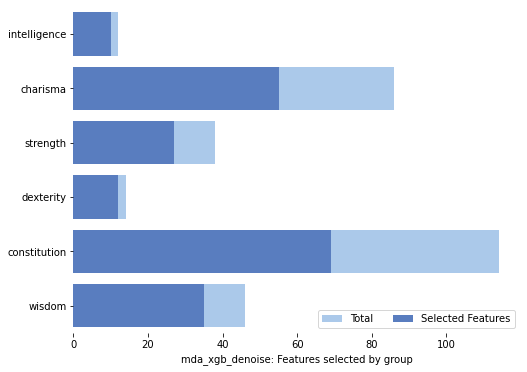 intelligence
charisma
strength
dexterity
constitution
wisdom
Total Selected Features
0 20 40 60 80 100
mda_xgb_denoise: Features selected by group